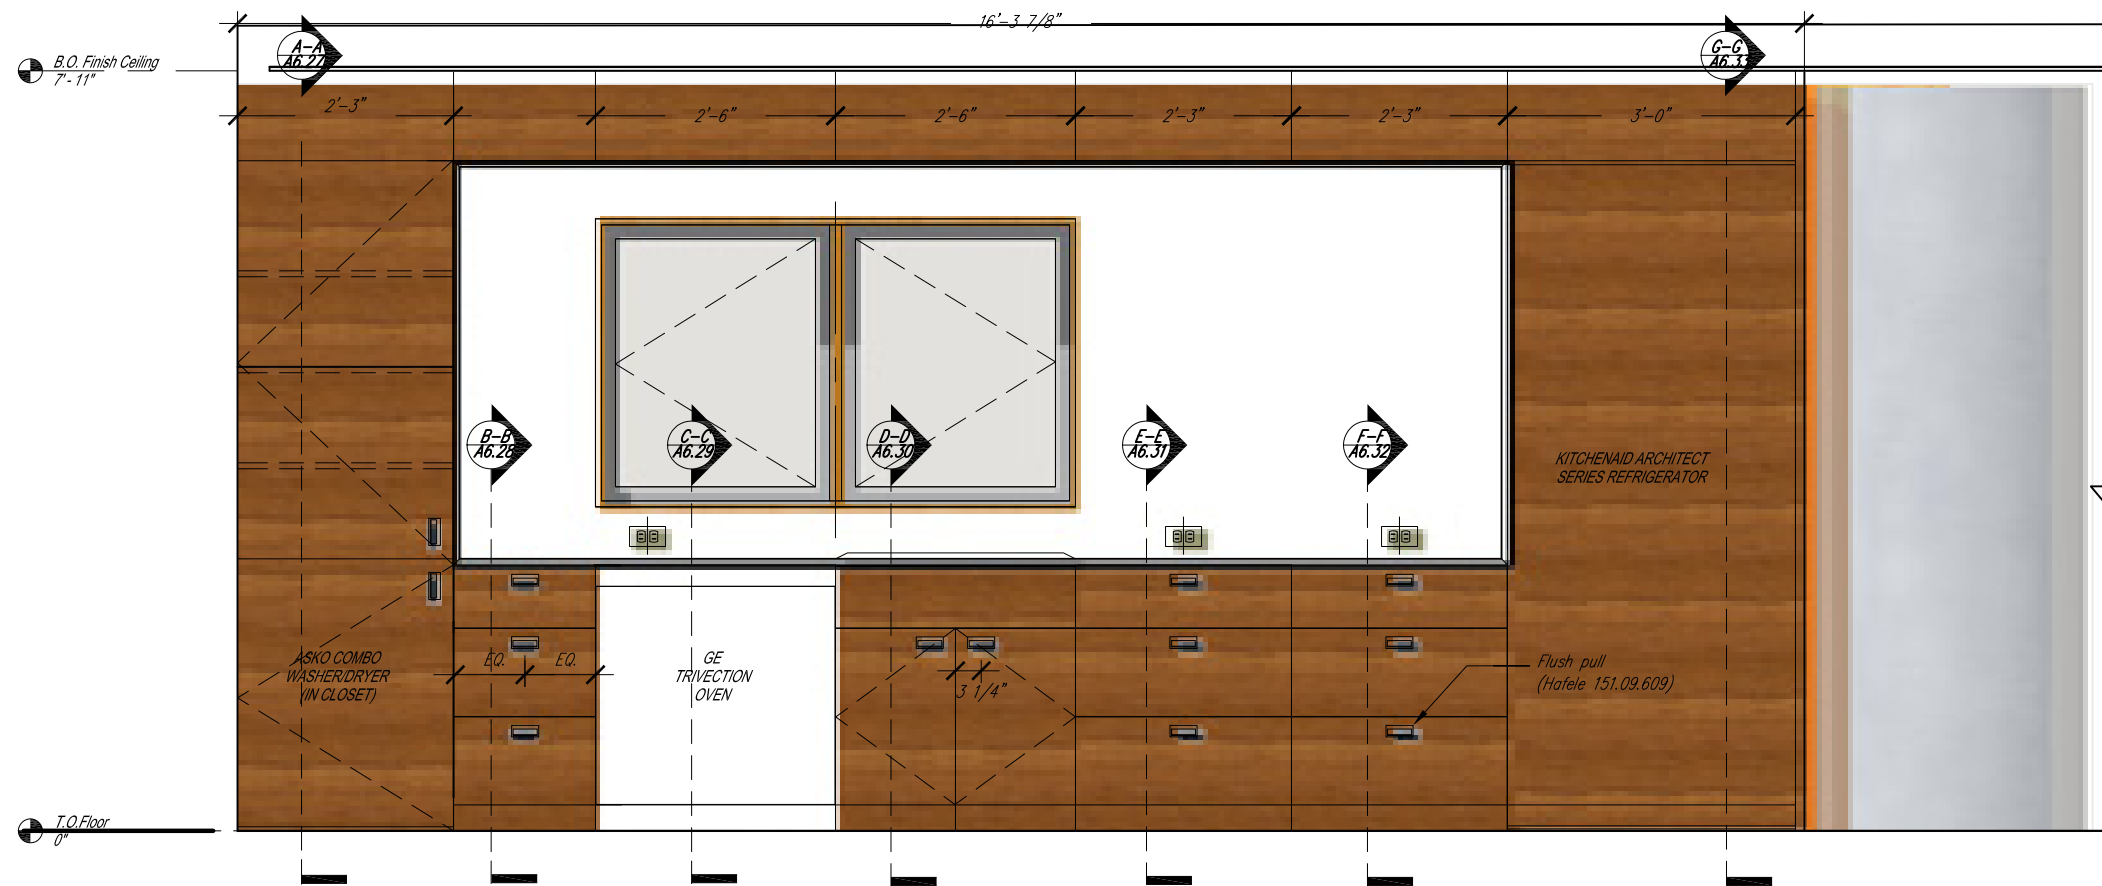 16'-3 7/8"
A-A
A6.27
G-G
A6.33
B.O. Finish Ceiling
7'-11"
2'-3"
2'-6"
2'-6"
2'-3"
2'-3"
3'-0"
B-B
A6.28
C-C
A6.29
D-D
A6.30
E-E
A6.31
F-F
A6.32
KITCHENAID ARCHITECT
SERIES REFRIGERATOR
ASKO COMBO
WASHER/DRYER
(IN CLOSET)
EQ.
EQ.
GE
TRIVECTION
OVEN
3 1/4"
Flush pull
(Hafele 151.09.609)
T.O.Floor
0"